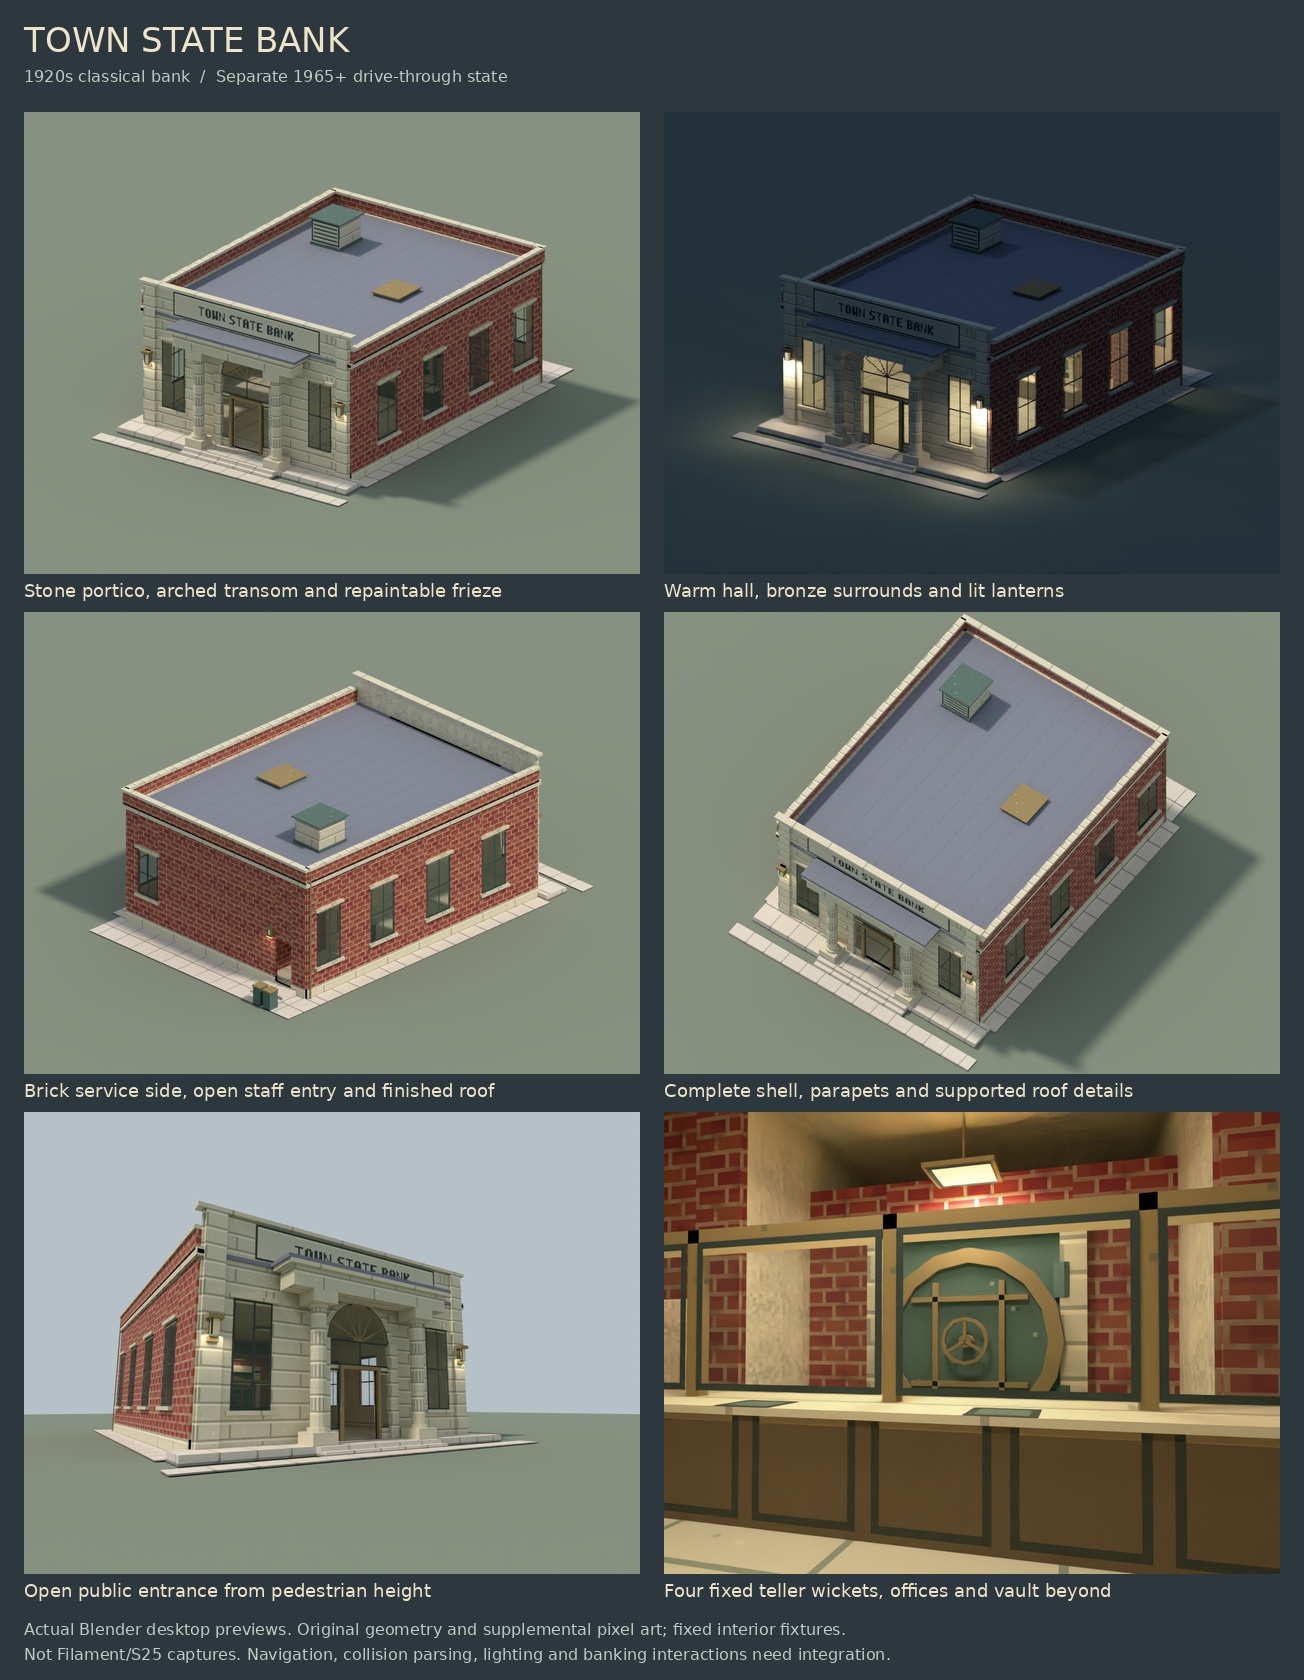 TOWN STATE BANK
1920s classical bank / Separate 1965+ drive-through state
TOWN STATE BANK
TOWN STATE BANK
Stone portico, arched transom and repaintable frieze
Warm hall, bronze surrounds and lit lanterns
TOWN STATE BANK
Brick service side, open staff entry and finished roof
Complete shell, parapets and supported roof details
TOWN STATE BANK
Open public entrance from pedestrian height
Four fixed teller wickets, offices and vault beyond
Actual Blender desktop previews. Original geometry and supplemental pixel art; fixed interior fixtures.
Not Filament/S25 captures. Navigation, collision parsing, lighting and banking interactions need integration.